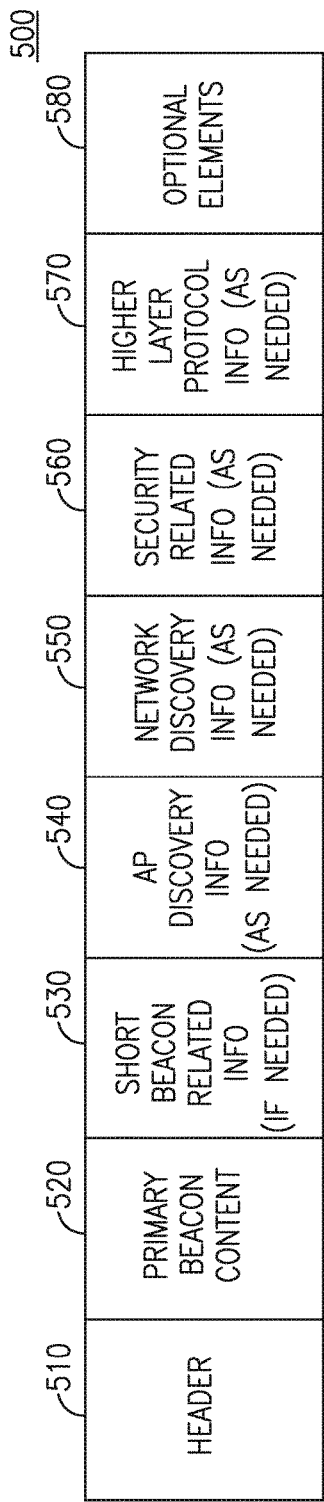 500
510
520
530
540
550
560
570
580
HEADER
PRIMARY
BEACON
CONTENT
SHORT
BEACON
RELATED
INFO
(IF NEEDED)
AP
DISCOVERY
INFO
(AS NEEDED)
NETWORK
DISCOVERY
INFO (AS
NEEDED)
SECURITY
RELATED
INFO (AS
NEEDED)
HIGHER
LAYER
PROTOCOL
INFO (AS
NEEDED)
OPTIONAL
ELEMENTS